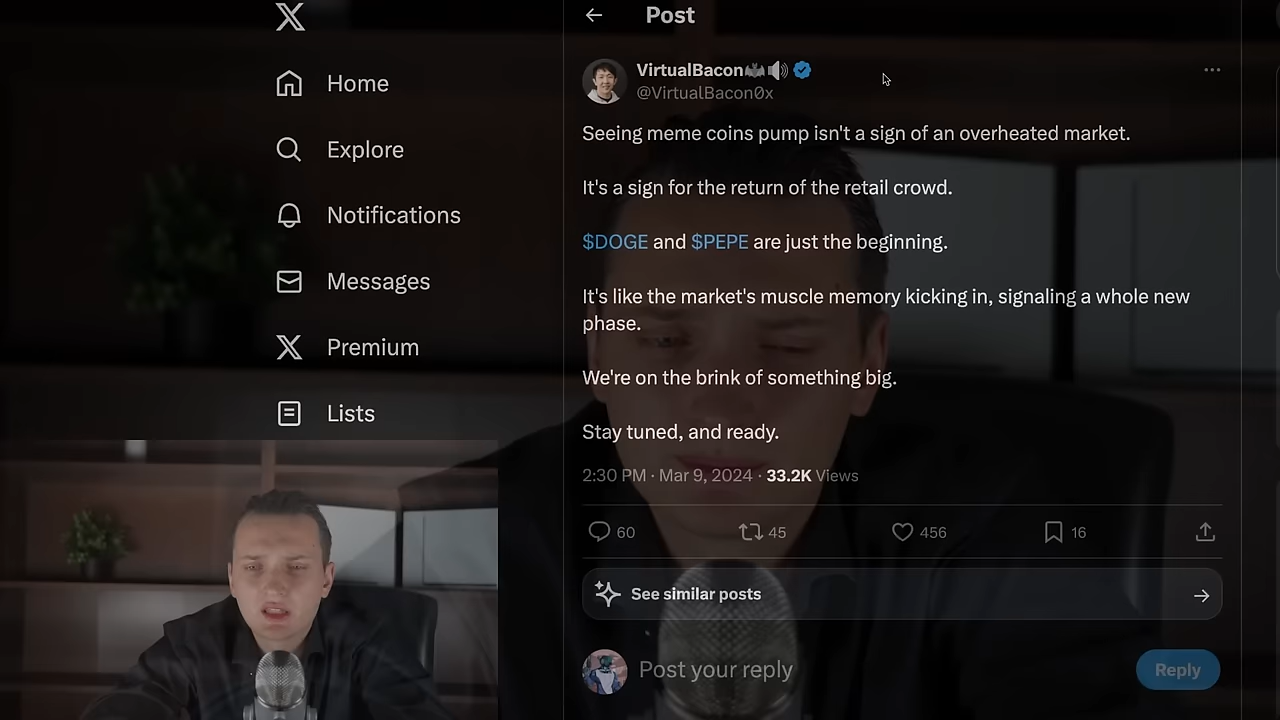 Post
Home
Explore
Notifications
Messages
Premium
Lists
VirtualBacon🦇🔊
@VirtualBacon0x
Seeing meme coins pump isn't a sign of an overheated market.
It's a sign for the return of the retail crowd.
$DOGE and $PEPE are just the beginning.
It's like the market's muscle memory kicking in, signaling a whole new
phase.
We're on the brink of something big.
Stay tuned, and ready.
2:30 PM · Mar 9, 2024 · 33.2K Views
60 45 456 16
See similar posts
Post your reply
Reply